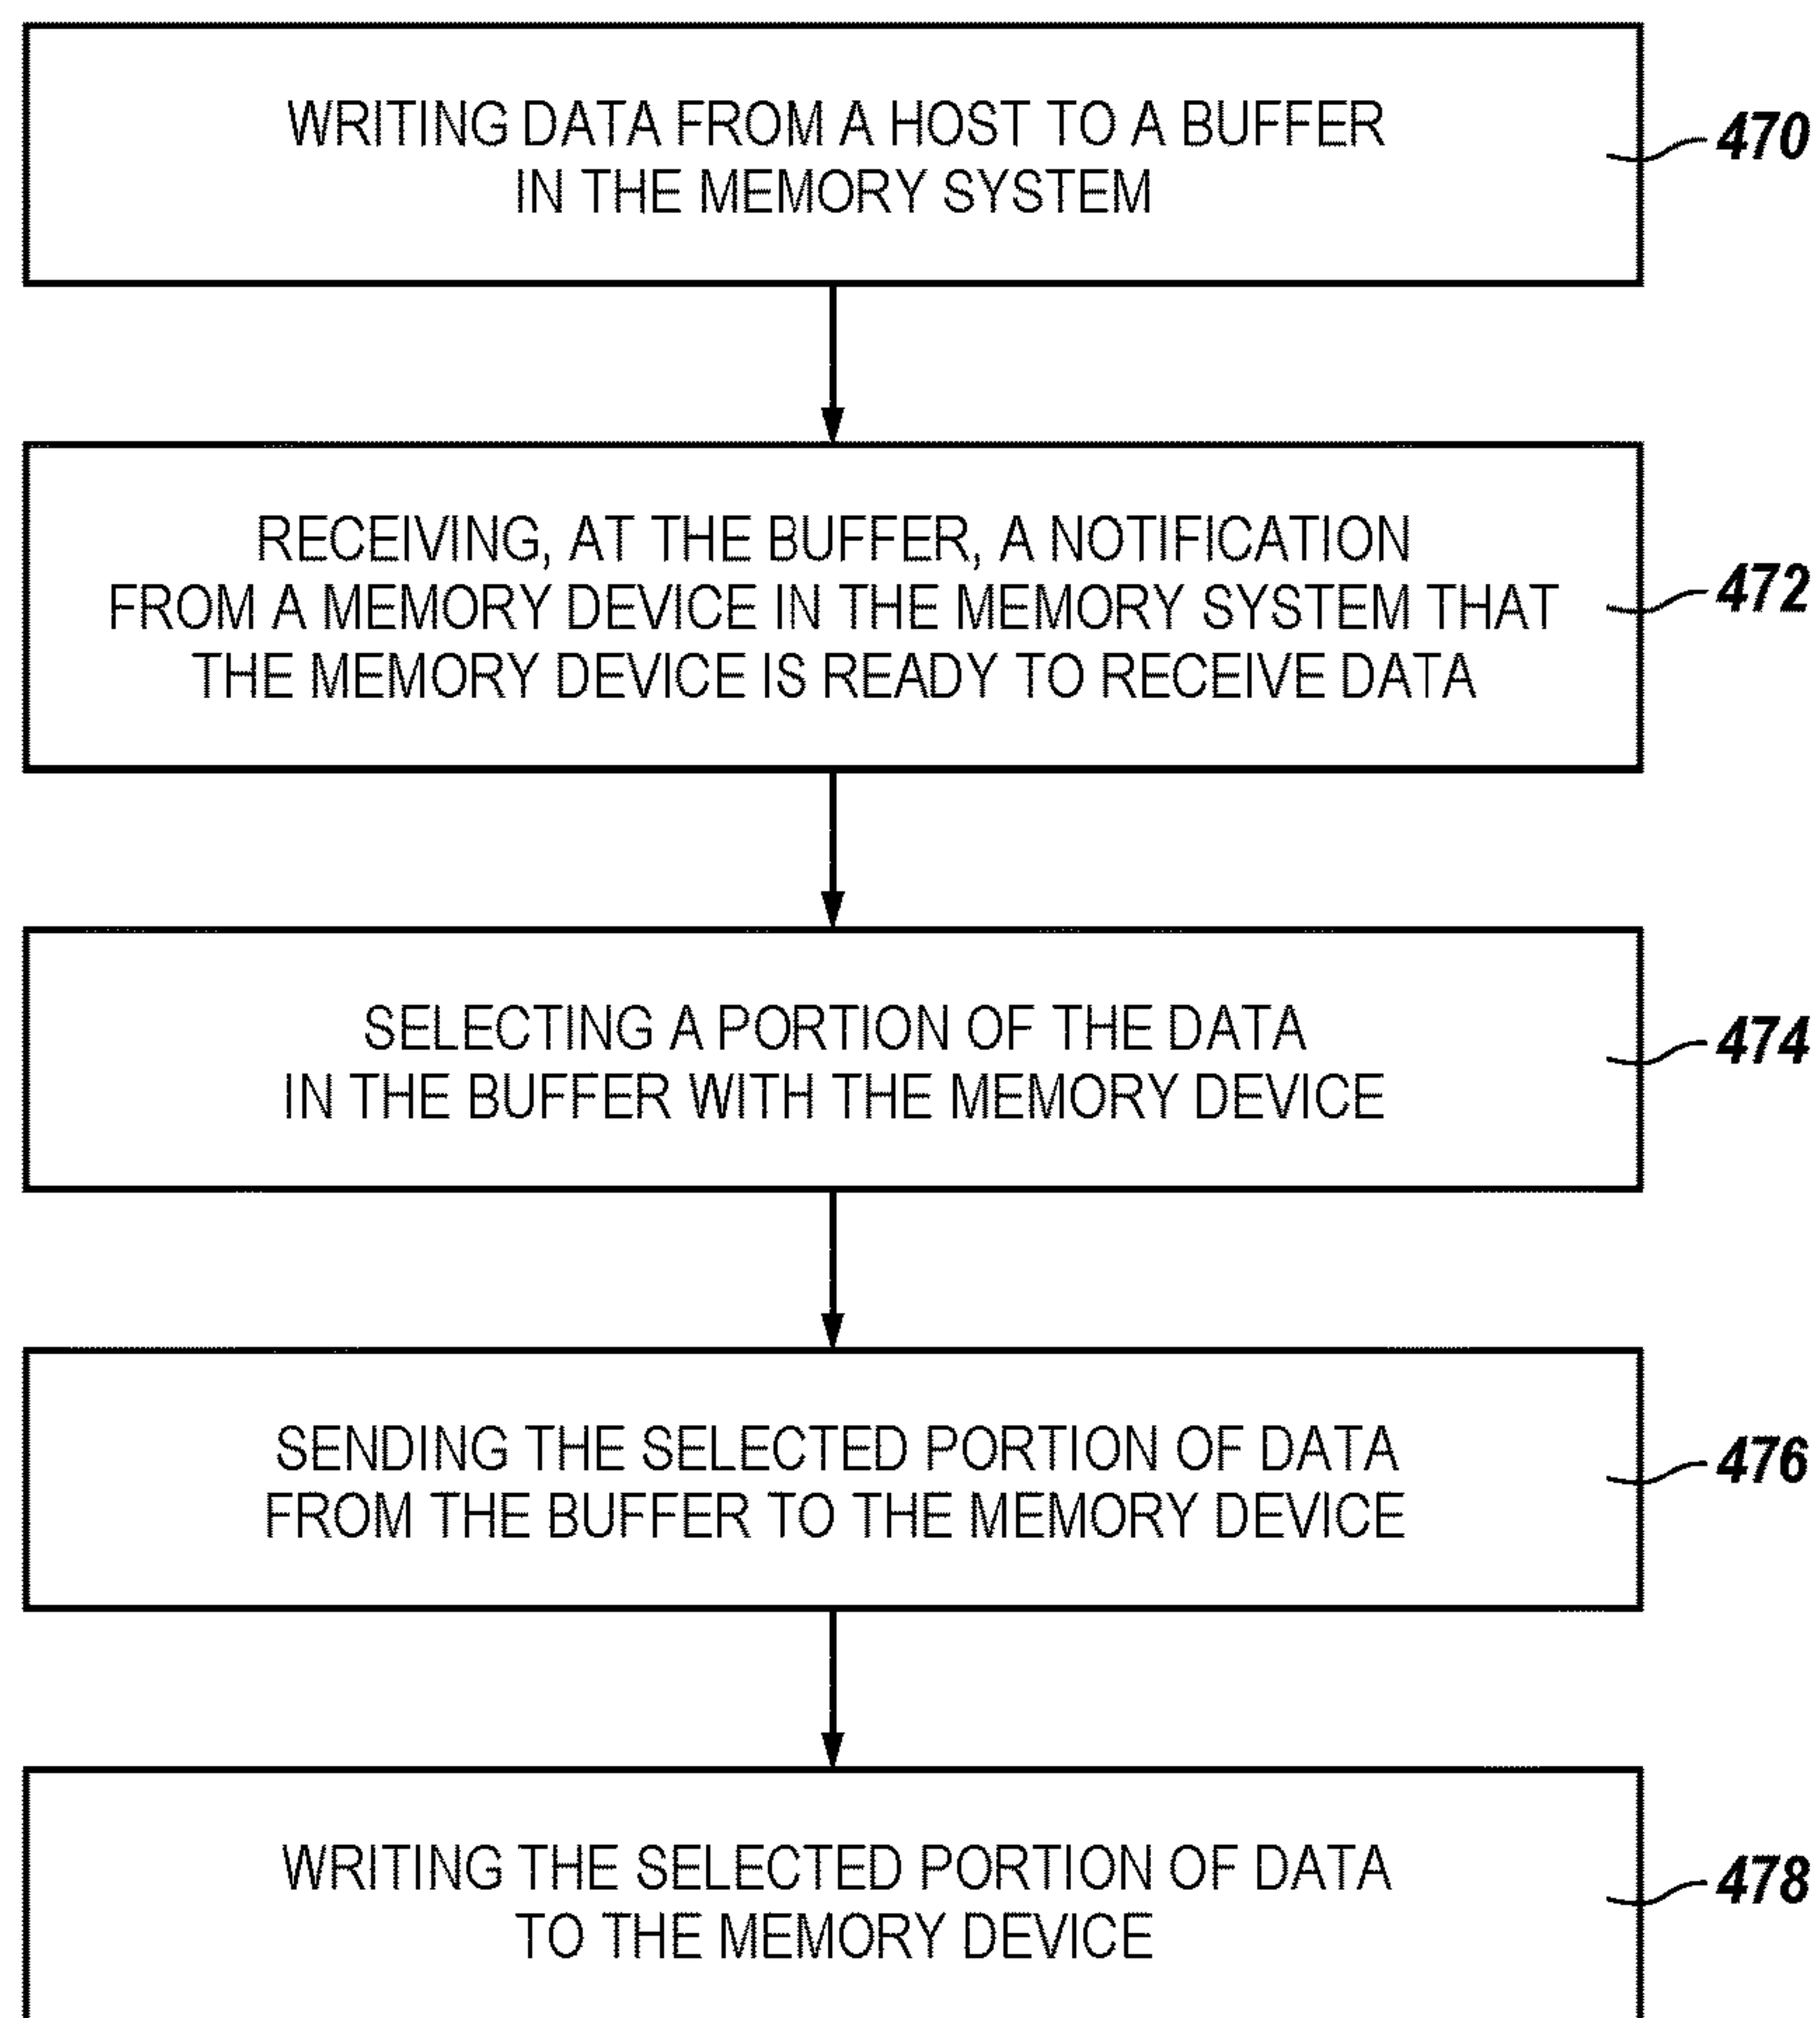 WRITING DATA FROM A HOST TO A BUFFER
IN THE MEMORY SYSTEM
470
RECEIVING, AT THE BUFFER, A NOTIFICATION
FROM A MEMORY DEVICE IN THE MEMORY SYSTEM THAT
THE MEMORY DEVICE IS READY TO RECEIVE DATA
472
SELECTING A PORTION OF THE DATA
IN THE BUFFER WITH THE MEMORY DEVICE
474
SENDING THE SELECTED PORTION OF DATA
FROM THE BUFFER TO THE MEMORY DEVICE
476
WRITING THE SELECTED PORTION OF DATA
TO THE MEMORY DEVICE
478